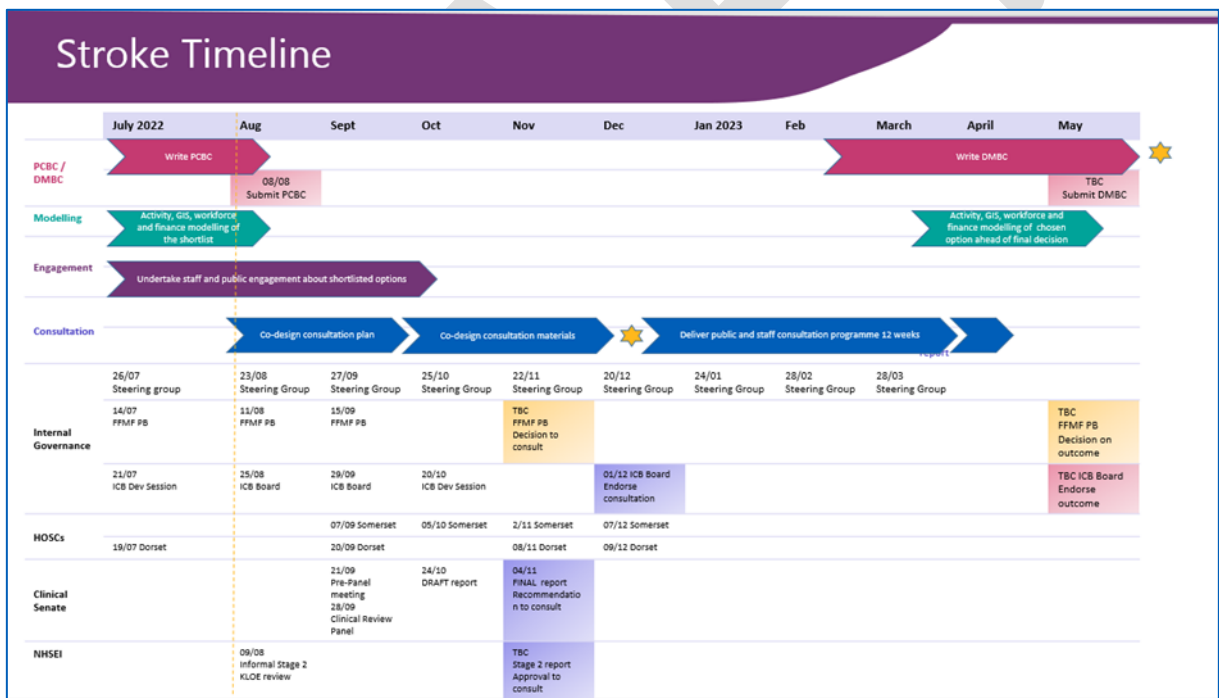 Stroke Timeline
July 2022 Aug Sept Oct Nov Dec Jan 2023 Feb March April May
PCBC /
DMBC
Write PCBC
Write DMBC
08/08
Submit PCBC
TBC
Submit DMBC
Modelling
Activity, GIS, workforce
and finance modelling of
the shortlist
Activity, GIS, workforce and
finance modelling of chosen
option ahead of final decision
Engagement
Undertake staff and public engagement about shortlisted options
Consultation
Co-design consultation plan
Co-design consultation materials
Deliver public and staff consultation programme 12 weeks
report
Internal
Governance
26/07
Steering group
23/08
Steering Group
27/09
Steering Group
25/10
Steering Group
22/11
Steering Group
20/12
Steering Group
24/01
Steering Group
28/02
Steering Group
28/03
Steering Group
14/07
FFMF PB
11/08
FFMF PB
15/09
FFMF PB
TBC
FFMF PB
Decision to
consult
TBC
FFMF PB
Decision on
outcome
21/07
ICB Dev Session
25/08
ICB Board
29/09
ICB Board
20/10
ICB Dev Session
01/12 ICB Board
Endorse
consultation
TBC ICB Board
Endorse
outcome
HOSCs
07/09 Somerset
05/10 Somerset
2/11 Somerset
07/12 Somerset
19/07 Dorset
20/09 Dorset
08/11 Dorset
09/12 Dorset
Clinical
Senate
21/09
Pre-Panel
meeting
28/09
Clinical Review
Panel
24/10
DRAFT report
04/11
FINAL report
Recommendatio
n to consult
NHSEI
09/08
Informal Stage 2
KLOE review
TBC
Stage 2 report
Approval to
consult